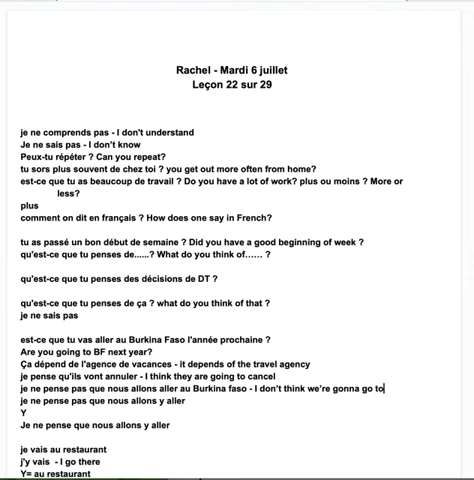 Rachel - Mardi 6 juillet
Leçon 22 sur 29
je ne comprends pas - I don't understand
Je ne sais pas - I don't know
Peux-tu répéter ? Can you repeat?
tu sors plus souvent de chez toi ? you get out more often from home?
est-ce que tu as beaucoup de travail ? Do you have a lot of work? plus ou moins ? More or
less?
plus
comment on dit en français ? How does one say in French?
tu as passé un bon début de semaine ? Did you have a good beginning of week ?
qu'est-ce que tu penses de......? What do you think of…… ?
qu'est-ce que tu penses des décisions de DT ?
qu'est-ce que tu penses de ça ? what do you think of that ?
je ne sais pas
est-ce que tu vas aller au Burkina Faso l'année prochaine ?
Are you going to BF next year?
Ça dépend de l'agence de vacances - it depends of the travel agency
je pense qu'ils vont annuler - I think they are going to cancel
je ne pense pas que nous allons aller au Burkina faso - I don't think we're gonna go to
je ne pense pas que nous allons y aller
Y
Je ne pense que nous allons y aller
je vais au restaurant
j'y vais - I go there
Y= au restaurant